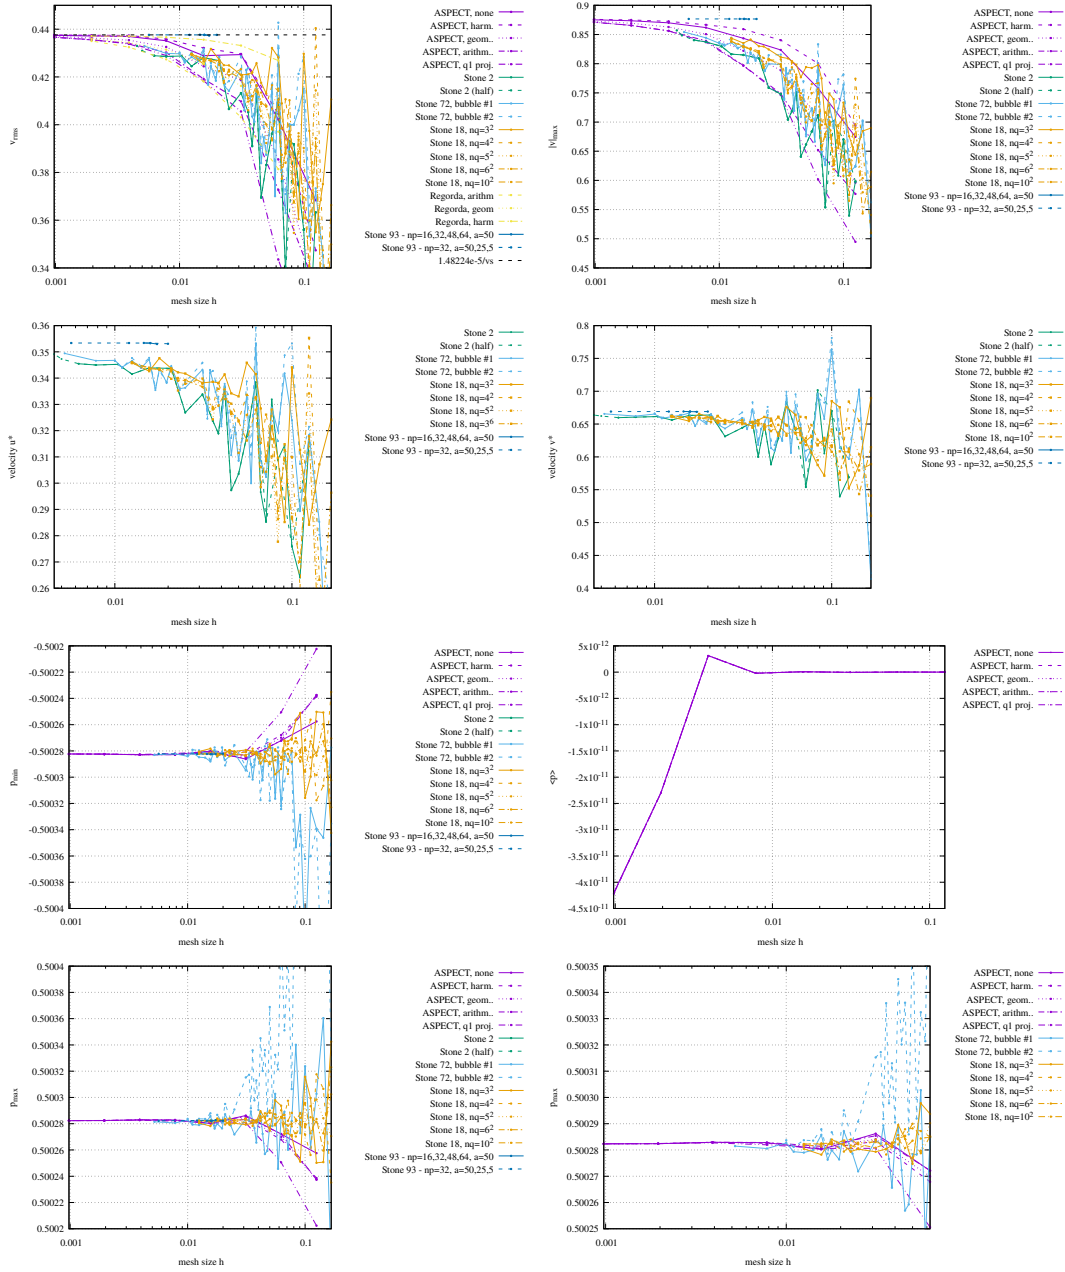 0.44
0.42
0.4
0.38
0.36
0.34
0.001
0.01
0.1
v_rms
mesh size h
ASPECT, none
ASPECT, harm.
ASPECT, geom..
ASPECT, arithm..
ASPECT, q1 proj.
Stone 2
Stone 2 (half)
Stone 72, bubble #1
Stone 72, bubble #2
Stone 18, nq=3²
Stone 18, nq=4²
Stone 18, nq=5²
Stone 18, nq=6²
Stone 18, nq=10²
Regorda, arithm
Regorda, geom
Regorda, harm
Stone 93 - np=16,32,48,64, a=50
Stone 93 - np=32, a=50,25,5
1.48224e-5/vs
0.9
0.85
0.8
0.75
0.7
0.65
0.6
0.55
0.5
0.45
0.001
0.01
0.1
|v|_max
mesh size h
ASPECT, none
ASPECT, harm.
ASPECT, geom..
ASPECT, arithm..
ASPECT, q1 proj.
Stone 2
Stone 2 (half)
Stone 72, bubble #1
Stone 72, bubble #2
Stone 18, nq=3²
Stone 18, nq=4²
Stone 18, nq=5²
Stone 18, nq=6²
Stone 18, nq=10²
Stone 93 - np=16,32,48,64, a=50
Stone 93 - np=32, a=50,25,5
0.36
0.35
0.34
0.33
0.32
0.31
0.3
0.29
0.28
0.27
0.26
0.01
0.1
velocity u*
mesh size h
Stone 2
Stone 2 (half)
Stone 72, bubble #1
Stone 72, bubble #2
Stone 18, nq=3²
Stone 18, nq=4²
Stone 18, nq=5²
Stone 18, nq=3⁶
Stone 93 - np=16,32,48,64, a=50
Stone 93 - np=32, a=50,25,5
0.8
0.75
0.7
0.65
0.6
0.55
0.5
0.45
0.4
0.01
0.1
velocity v*
mesh size h
Stone 2
Stone 2 (half)
Stone 72, bubble #1
Stone 72, bubble #2
Stone 18, nq=3²
Stone 18, nq=4²
Stone 18, nq=5²
Stone 18, nq=6²
Stone 18, nq=10²
Stone 93 - np=16,32,48,64, a=50
Stone 93 - np=32, a=50,25,5
-0.5002
-0.50022
-0.50024
-0.50026
-0.50028
-0.5003
-0.50032
-0.50034
-0.50036
-0.50038
-0.5004
0.001
0.01
0.1
p_min
mesh size h
ASPECT, none
ASPECT, harm.
ASPECT, geom..
ASPECT, arithm..
ASPECT, q1 proj.
Stone 2
Stone 2 (half)
Stone 72, bubble #1
Stone 72, bubble #2
Stone 18, nq=3²
Stone 18, nq=4²
Stone 18, nq=5²
Stone 18, nq=6²
Stone 18, nq=10²
Stone 93 - np=16,32,48,64, a=50
Stone 93 - np=32, a=50,25,5
5x10⁻¹²
0
-5x10⁻¹²
-1x10⁻¹¹
-1.5x10⁻¹¹
-2x10⁻¹¹
-2.5x10⁻¹¹
-3x10⁻¹¹
-3.5x10⁻¹¹
-4x10⁻¹¹
-4.5x10⁻¹¹
0.001
0.01
0.1
<p>
mesh size h
ASPECT, none
ASPECT, harm.
ASPECT, geom..
ASPECT, arithm..
ASPECT, q1 proj.
0.5004
0.50038
0.50036
0.50034
0.50032
0.5003
0.50028
0.50026
0.50024
0.50022
0.5002
0.001
0.01
0.1
p_max
mesh size h
ASPECT, none
ASPECT, harm.
ASPECT, geom..
ASPECT, arithm..
ASPECT, q1 proj.
Stone 2
Stone 2 (half)
Stone 72, bubble #1
Stone 72, bubble #2
Stone 18, nq=3²
Stone 18, nq=4²
Stone 18, nq=5²
Stone 18, nq=6²
Stone 18, nq=10²
Stone 93 - np=16,32,48,64, a=50
Stone 93 - np=32, a=50,25,5
0.50035
0.50034
0.50033
0.50032
0.50031
0.50030
0.50029
0.50028
0.50027
0.50026
0.50025
0.001
0.01
p_max
mesh size h
ASPECT, none
ASPECT, harm.
ASPECT, geom..
ASPECT, arithm..
ASPECT, q1 proj.
Stone 72, bubble #1
Stone 72, bubble #2
Stone 18, nq=3²
Stone 18, nq=4²
Stone 18, nq=5²
Stone 18, nq=6²
Stone 18, nq=10²